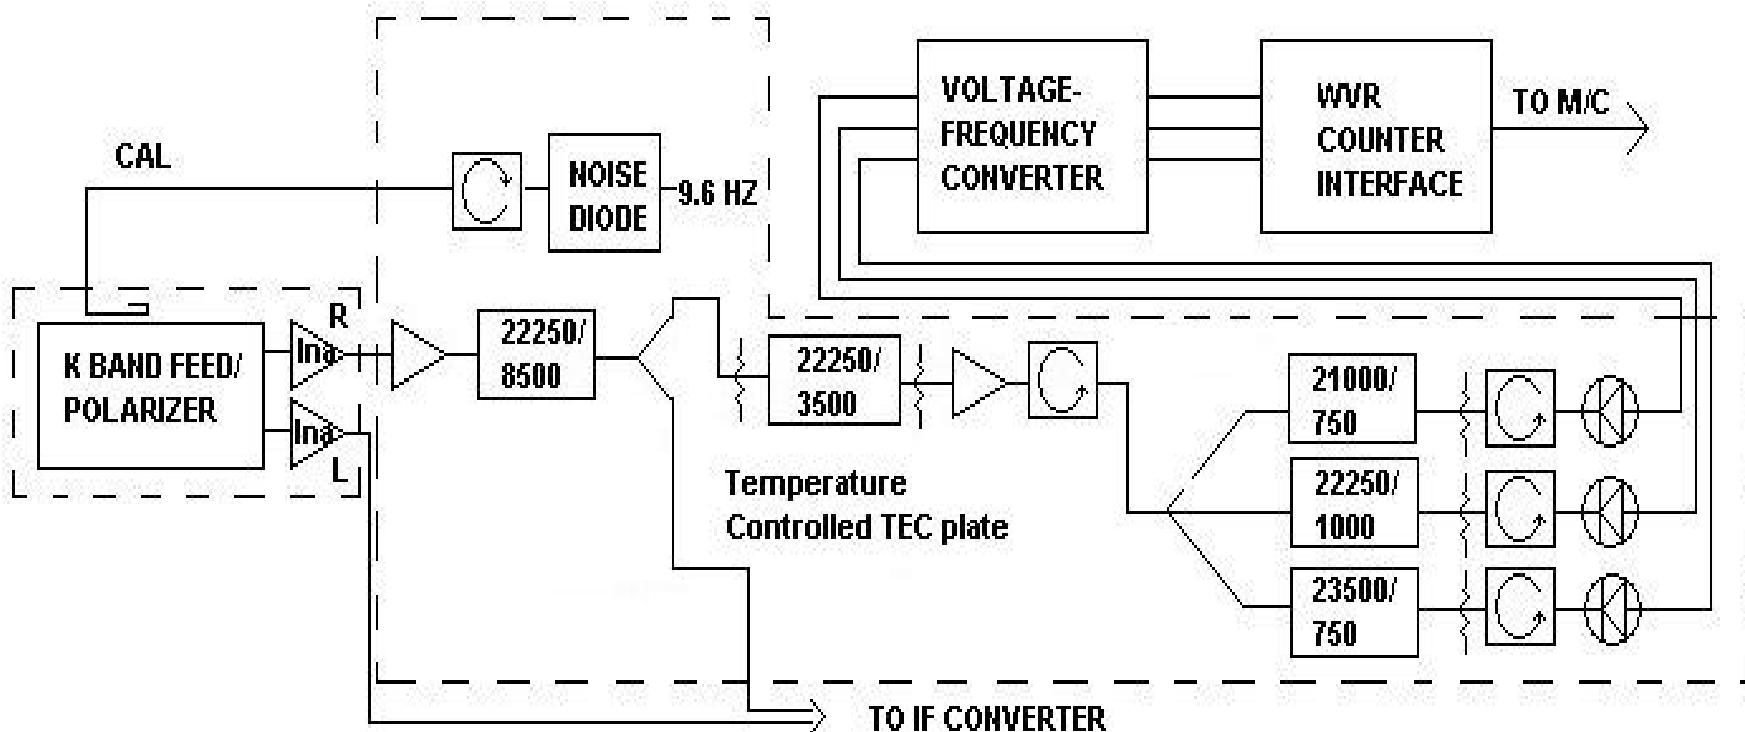 VOLTAGE-
FREQUENCY
CONVERTER
WVR
COUNTER
INTERFACE
TO M/C
CAL
NOISE
DIODE
9.6 HZ
K BAND FEED/
POLARIZER
R
lna
lna
L
22250/
8500
22250/
3500
21000/
750
22250/
1000
23500/
750
Temperature
Controlled TEC plate
TO IF CONVERTER